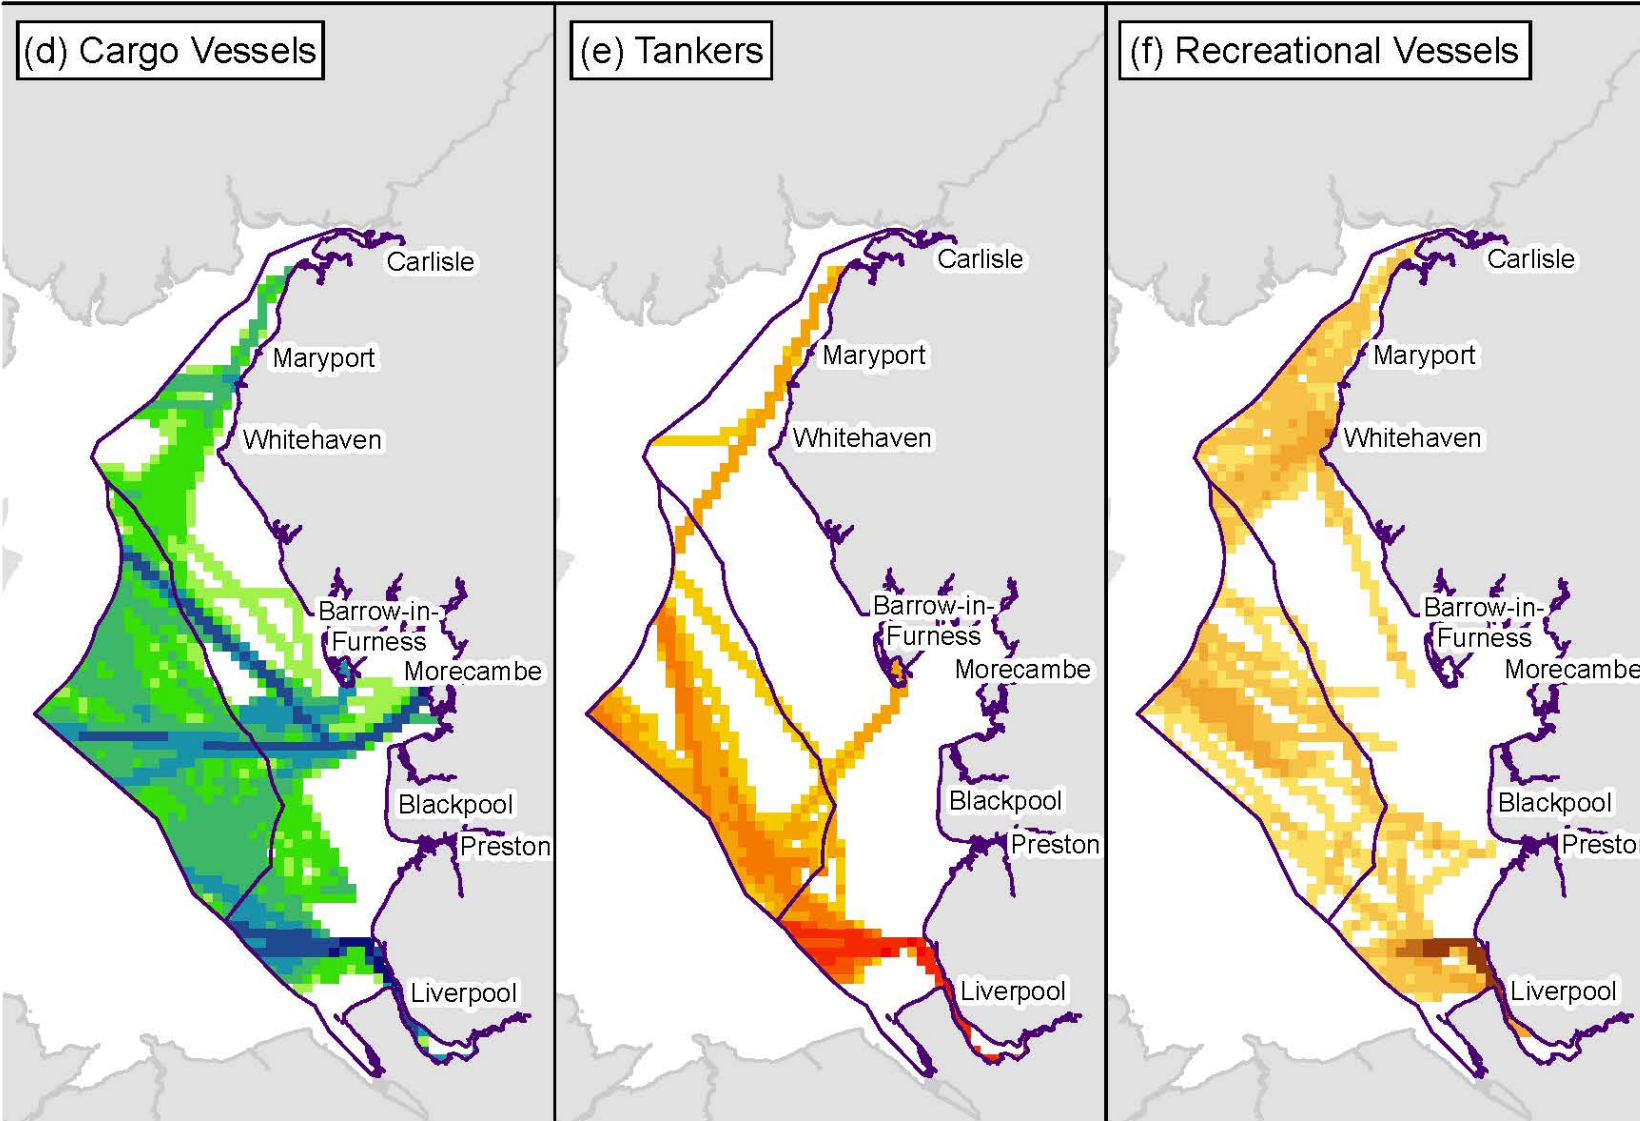 (d) Cargo Vessels
Carlisle
Maryport
Whitehaven
Barrow-in-
Furness
Morecambe
Blackpool
Preston
Liverpool
(e) Tankers
Carlisle
Maryport
Whitehaven
Barrow-in-
Furness
Morecambe
Blackpool
Preston
Liverpool
(f) Recreational Vessels
Carlisle
Maryport
Whitehaven
Barrow-in-
Furness
Morecambe
Blackpool
Preston
Liverpool